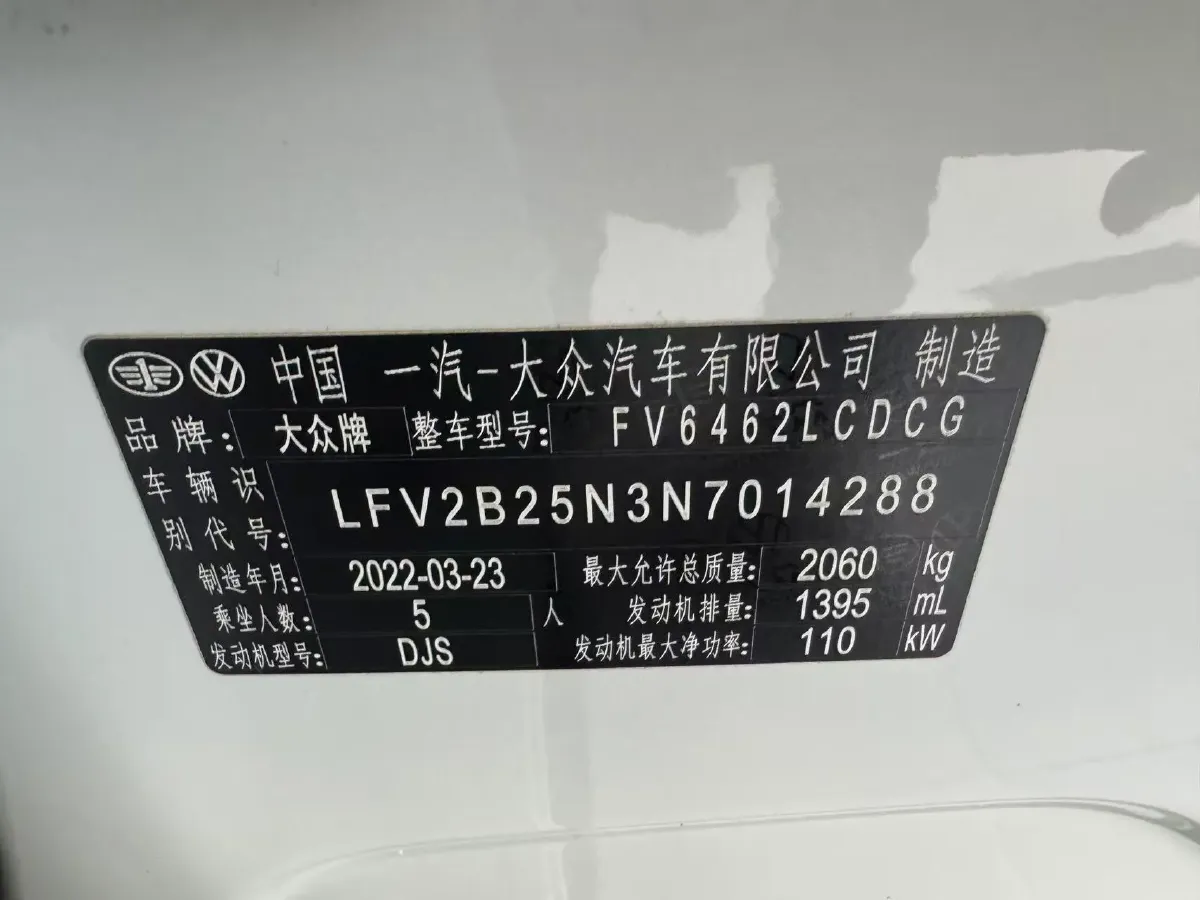 中国 一汽-大众汽车有限公司 制造
品牌: 大众牌 整车型号: FV6462LCDCG
车辆识别代号: LFV2B25N3N7014288
制造年月: 2022-03-23 最大允许总质量: 2060 kg
乘坐人数: 5 人 发动机排量: 1395 mL
发动机型号: DJS 发动机最大净功率: 110 kW